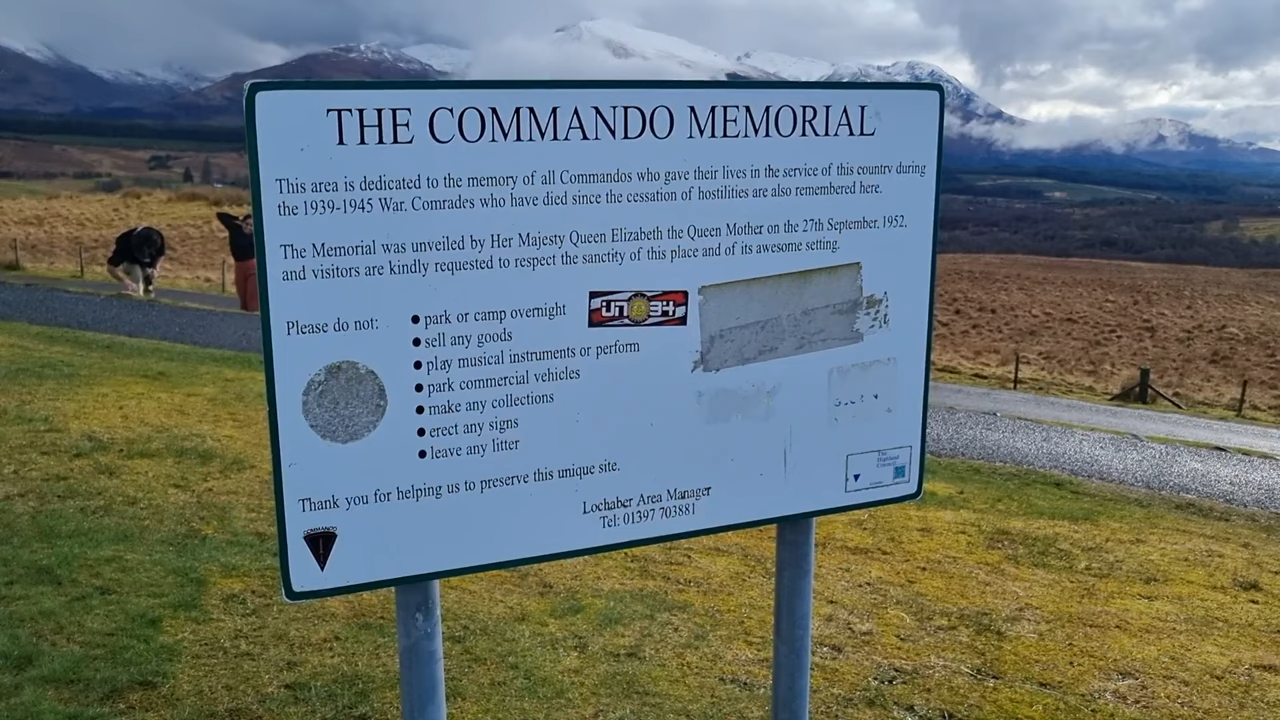 THE COMMANDO MEMORIAL
This area is dedicated to the memory of all Commandos who gave their lives in the service of this country during
the 1939-1945 War. Comrades who have died since the cessation of hostilities are also remembered here.
The Memorial was unveiled by Her Majesty Queen Elizabeth the Queen Mother on the 27th September, 1952,
and visitors are kindly requested to respect the sanctity of this place and of its awesome setting.
Please do not:
● park or camp overnight
● sell any goods
● play musical instruments or perform
● park commercial vehicles
● make any collections
● erect any signs
● leave any litter
UN 34
Thank you for helping us to preserve this unique site.
Lochaber Area Manager
Tel: 01397 703881
COMMANDO
The
Highland
Council